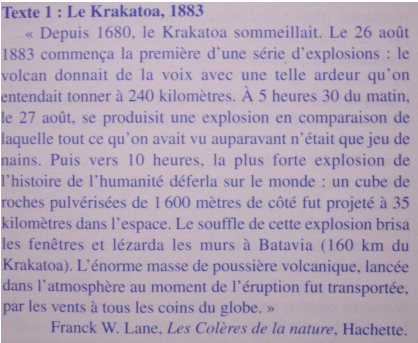 Texte 1 : Le Krakatoa, 1883
« Depuis 1680, le Krakatoa sommeillait. Le 26 août
1883 commença la première d'une série d'explosions : le
volcan donnait de la voix avec une telle ardeur qu'on
entendait tonner à 240 kilomètres. À 5 heures 30 du matin,
le 27 août, se produisit une explosion en comparaison de
laquelle tout ce qu'on avait vu auparavant n'était que jeu de
nains. Puis vers 10 heures, la plus forte explosion de
l'histoire de l'humanité déferla sur le monde : un cube de
roches pulvérisées de 1 600 mètres de côté fut projeté à 35
kilomètres dans l'espace. Le souffle de cette explosion brisa
les fenêtres et lézarda les murs à Batavia (160 km du
Krakatoa). L'énorme masse de poussière volcanique, lancée
dans l'atmosphère au moment de l'éruption fut transportée,
par les vents à tous les coins du globe. »
Franck W. Lane, Les Colères de la nature, Hachette.